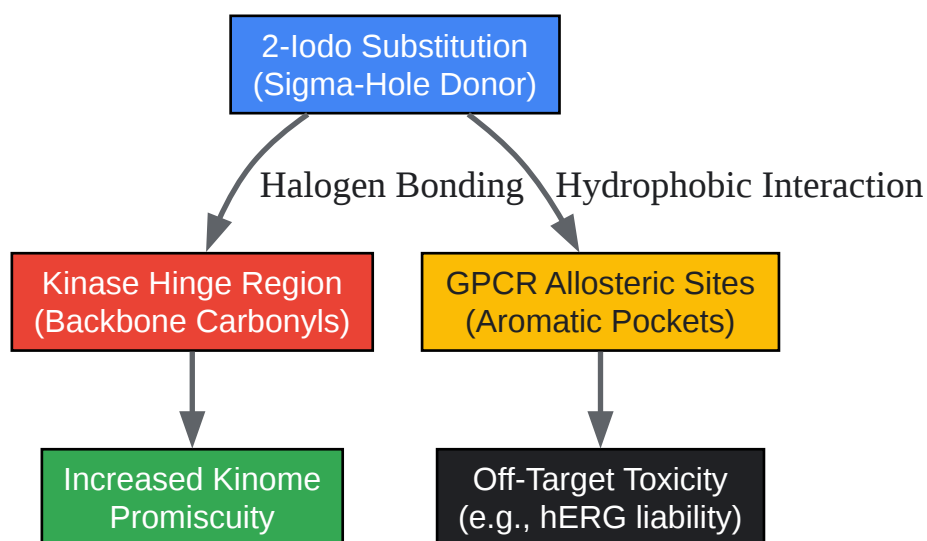 2-Iodo Substitution
(Sigma-Hole Donor)
Halogen Bonding
Hydrophobic Interaction
Kinase Hinge Region
(Backbone Carbonyls)
GPCR Allosteric Sites
(Aromatic Pockets)
Increased Kinome
Promiscuity
Off-Target Toxicity
(e.g., hERG liability)